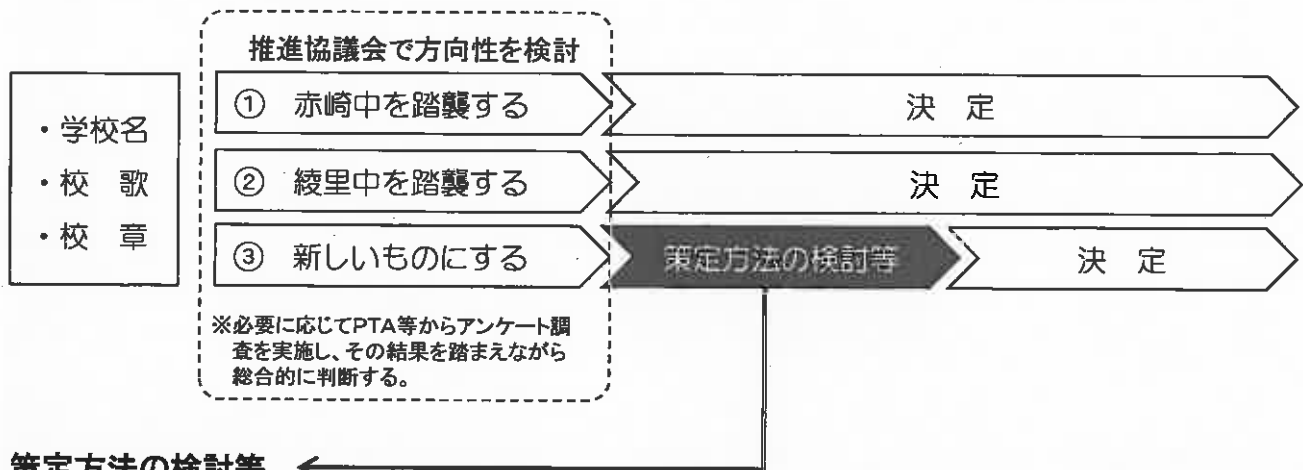 推進協議会で方向性を検討
・学校名
・校　歌
・校　章
① 赤崎中を踏襲する
決　定
② 綾里中を踏襲する
決　定
③ 新しいものにする
策定方法の検討等
決　定
※必要に応じてPTA等からアンケート調
査を実施し、その結果を踏まえながら
総合的に判断する。
策定方法の検討等